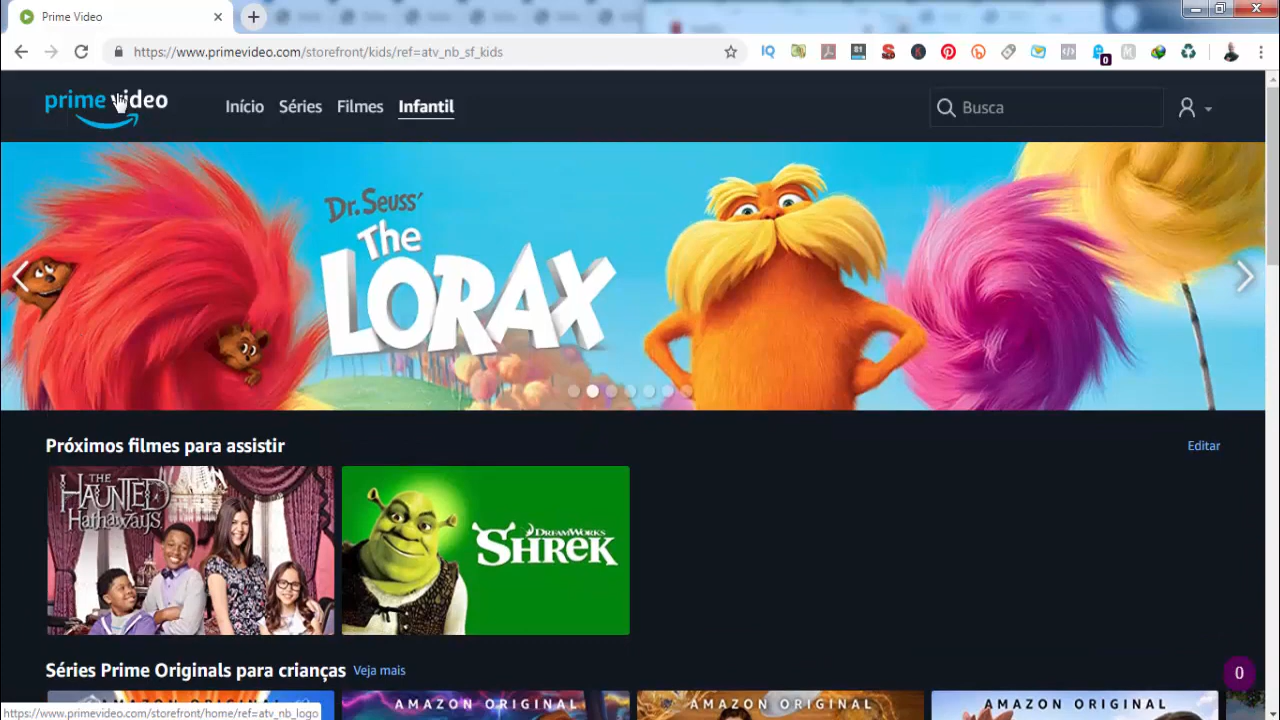 Prime Video
https://www.primevideo.com/storefront/kids/ref=atv_nb_sf_kids
prime video
Início Séries Filmes Infantil
Busca
Dr. Seuss'
The
LORAX
Próximos filmes para assistir
Editar
THE
HAUNTED
Hathaways
DREAMWORKS
SHREK
Séries Prime Originals para crianças Veja mais
0
AMAZON ORIGINAL
AMAZON ORIGINAL
AMAZON ORIGINAL
https://www.primevideo.com/storefront/home/ref=atv_nb_logo